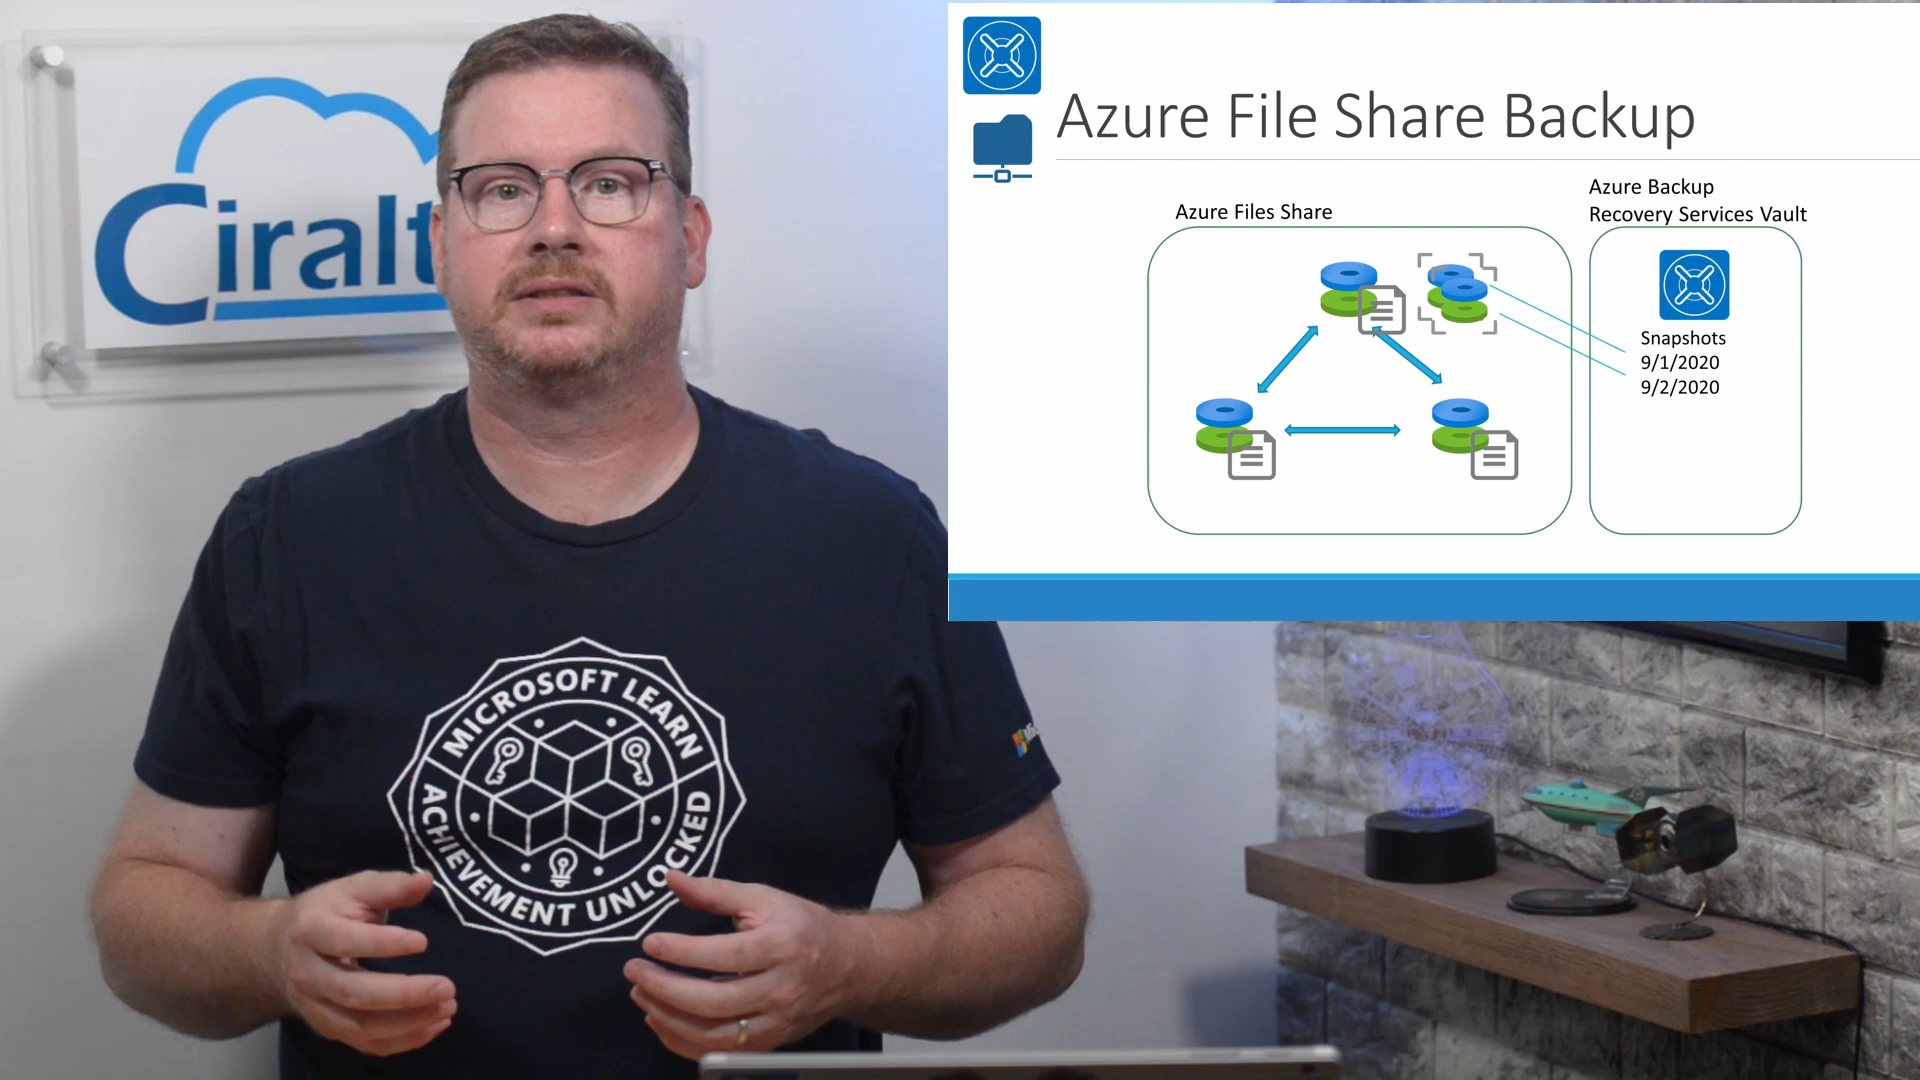 Ciralt
Azure File Share Backup
Azure Files Share
Azure Backup
Recovery Services Vault
Snapshots
9/1/2020
9/2/2020
MICROSOFT LEARN
ACHIEVEMENT UNLOCKED